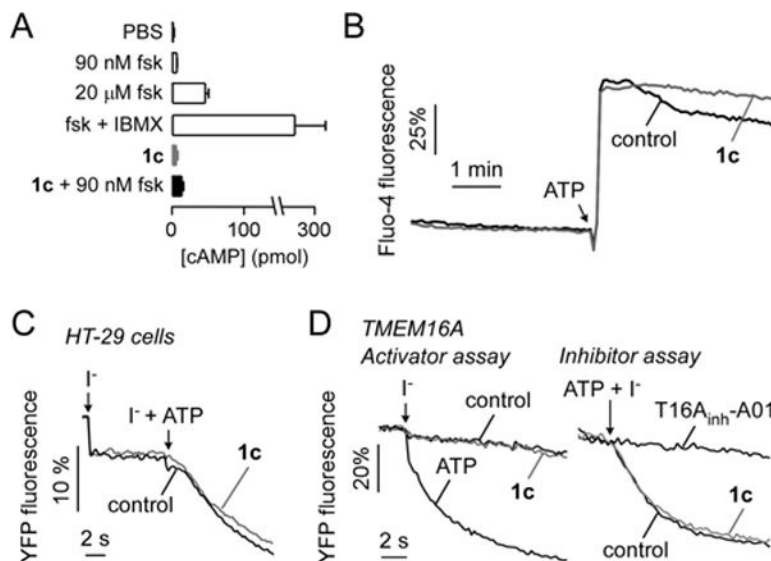 A
PBS
90 nM fsk
20 μM fsk
fsk + IBMX
1c
1c + 90 nM fsk
0 100 300
[cAMP] (pmol)
B
Fluo-4 fluorescence
25%
1 min
ATP
control
1c
C
HT-29 cells
I-
I- + ATP
YFP fluorescence
10 %
control
1c
2 s
D
TMEM16A
Activator assay
I-
control
1c
ATP
YFP fluorescence
20%
2 s
Inhibitor assay
ATP + I-
T16Ainh-A01
1c
control